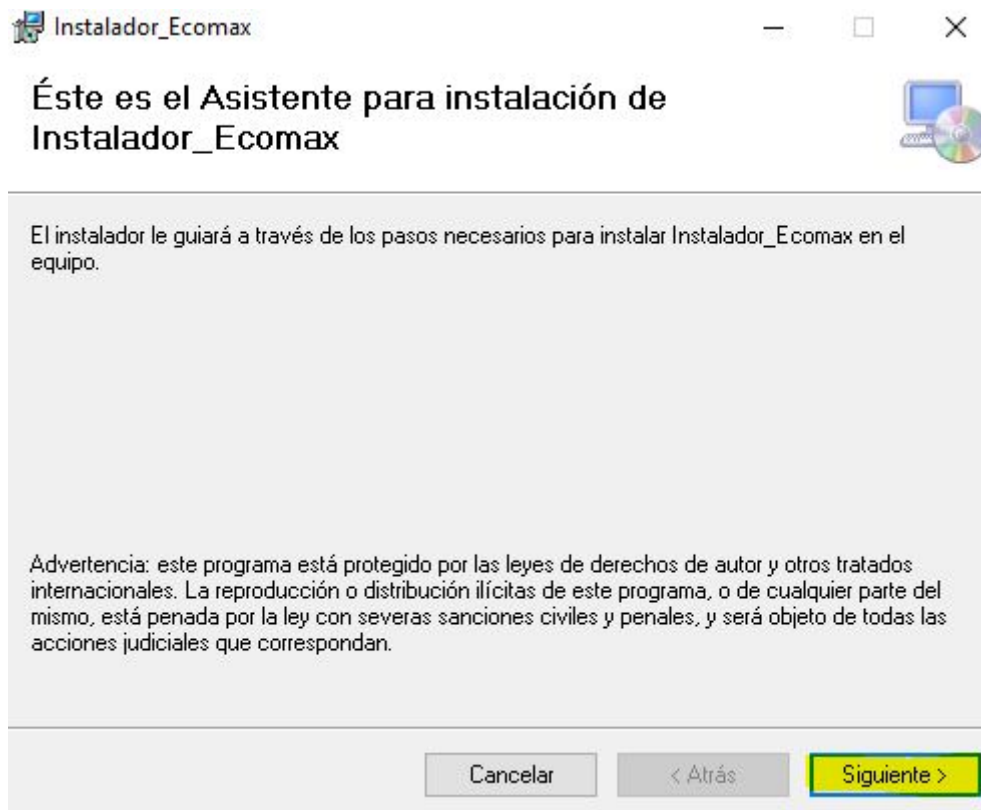 Instalador_Ecomax
Éste es el Asistente para instalación de
Instalador_Ecomax
El instalador le guiará a través de los pasos necesarios para instalar Instalador_Ecomax en el
equipo.
Advertencia: este programa está protegido por las leyes de derechos de autor y otros tratados
internacionales. La reproducción o distribución ilícitas de este programa, o de cualquier parte del
mismo, está penada por la ley con severas sanciones civiles y penales, y será objeto de todas las
acciones judiciales que correspondan.
Cancelar
< Atrás
Siguiente >